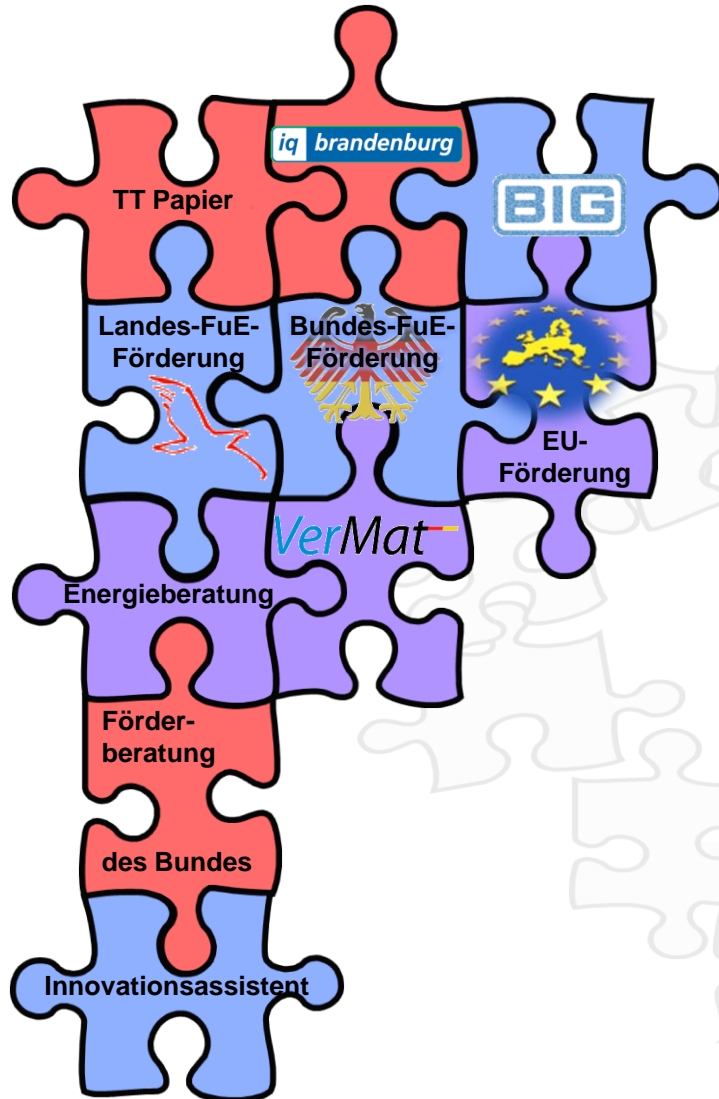 iq brandenburg
TT Papier
BIG
Landes-FuE-
Förderung
Bundes-FuE-
Förderung
EU-
Förderung
VerMat
Energieberatung
Förder-
beratung
des Bundes
Innovationsassistent